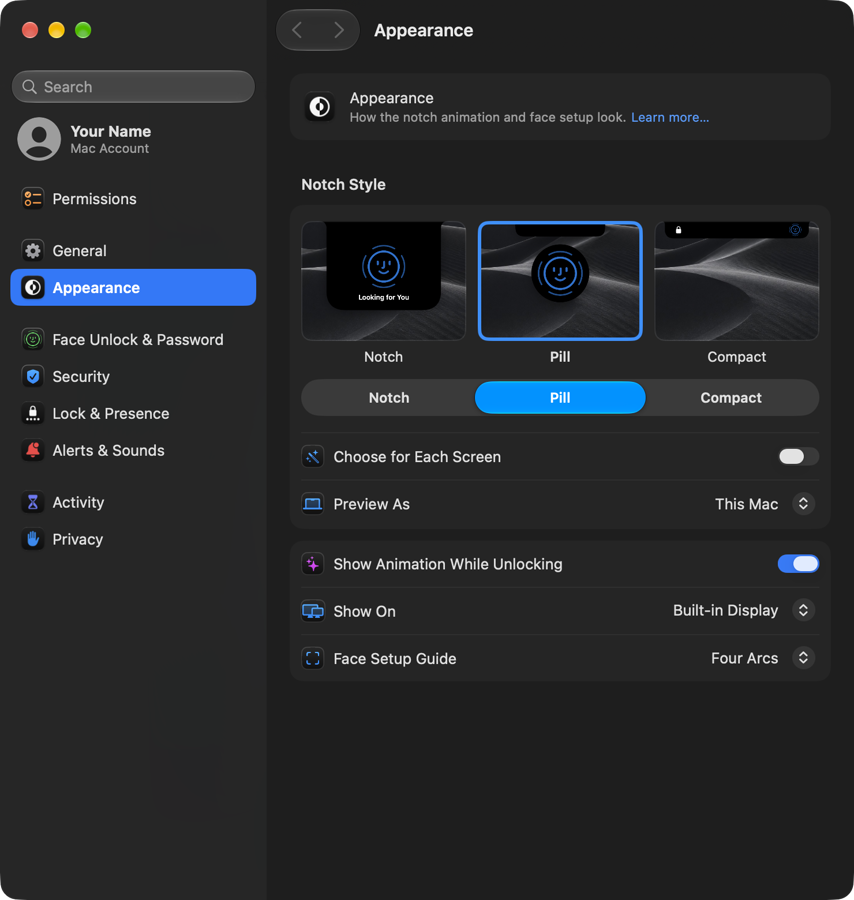 Appearance
Search
Your Name
Mac Account
Permissions
General
Appearance
Face Unlock & Password
Security
Lock & Presence
Alerts & Sounds
Activity
Privacy
Appearance
How the notch animation and face setup look. Learn more...
Notch Style
Looking for You
Notch
Pill
Compact
Notch
Pill
Compact
Choose for Each Screen
Preview As
This Mac
Show Animation While Unlocking
Show On
Built-in Display
Face Setup Guide
Four Arcs